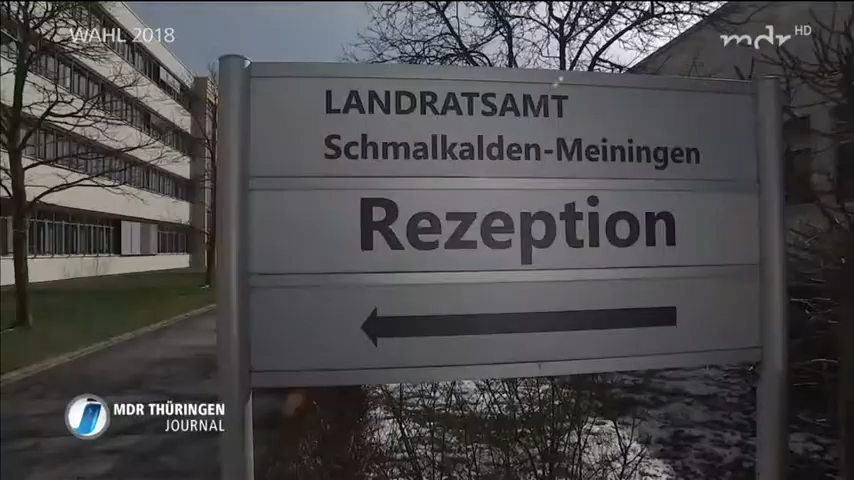 WAHL 2018
mdr HD
LANDRATSAMT
Schmalkalden-Meiningen
Rezeption
MDR THÜRINGEN
JOURNAL